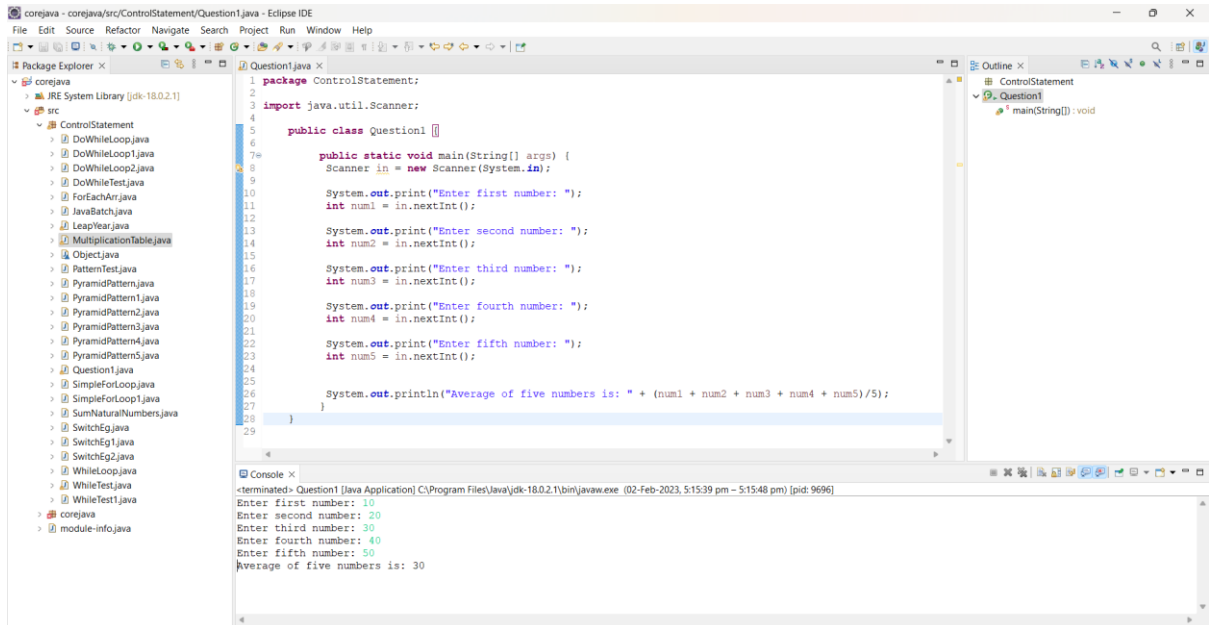 corejava - corejava/src/ControlStatement/Question1.java - Eclipse IDE
File Edit Source Refactor Navigate Search Project Run Window Help
Package Explorer
corejava
JRE System Library [jdk-18.0.2.1]
src
ControlStatement
DoWhileLoop.java
DoWhileLoop1.java
DoWhileLoop2.java
DoWhileTest.java
ForEachArr.java
JavaBatch.java
LeapYear.java
MultiplicationTable.java
Object.java
PatternTest.java
PyramidPattern.java
PyramidPattern1.java
PyramidPattern2.java
PyramidPattern3.java
PyramidPattern4.java
PyramidPattern5.java
Question1.java
SimpleForLoop.java
SimpleForLoop1.java
SumNaturalNumbers.java
SwitchEg.java
SwitchEg1.java
SwitchEg2.java
WhileLoop.java
WhileTest.java
WhileTest1.java
corejava
module-info.java
Question1.java
1 package ControlStatement;
2
3 import java.util.Scanner;
4
5 public class Question1 {
6
7 public static void main(String[] args) {
8 Scanner in = new Scanner(System.in);
9
10 System.out.print("Enter first number: ");
11 int num1 = in.nextInt();
12
13 System.out.print("Enter second number: ");
14 int num2 = in.nextInt();
15
16 System.out.print("Enter third number: ");
17 int num3 = in.nextInt();
18
19 System.out.print("Enter fourth number: ");
20 int num4 = in.nextInt();
21
22 System.out.print("Enter fifth number: ");
23 int num5 = in.nextInt();
24
25
26 System.out.println("Average of five numbers is: " + (num1 + num2 + num3 + num4 + num5)/5);
27 }
28 }
29
Outline
ControlStatement
Question1
main(String[]) : void
Console
<terminated> Question1 [Java Application] C:\Program Files\Java\jdk-18.0.2.1\bin\javaw.exe (02-Feb-2023, 5:15:39 pm – 5:15:48 pm) [pid: 9696]
Enter first number: 10
Enter second number: 20
Enter third number: 30
Enter fourth number: 40
Enter fifth number: 50
Average of five numbers is: 30